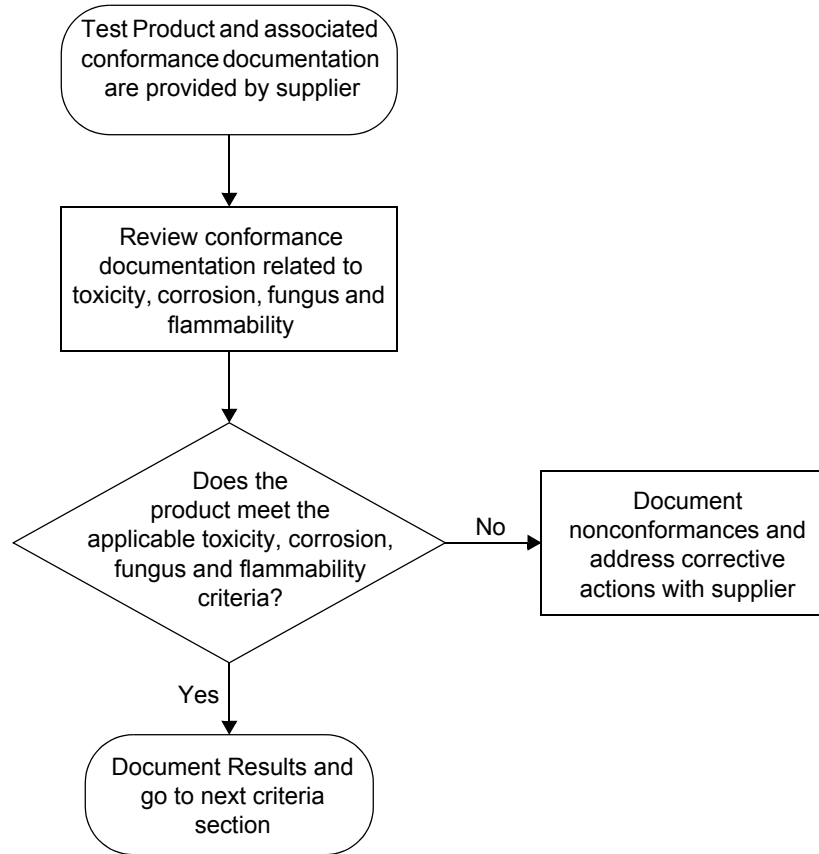 Test Product and associated
conformance documentation
are provided by supplier
Review conformance
documentation related to
toxicity, corrosion, fungus and
flammability
Does the
product meet the
applicable toxicity, corrosion,
fungus and flammability
criteria?
No
Document
nonconformances and
address corrective
actions with supplier
Yes
Document Results and
go to next criteria
section